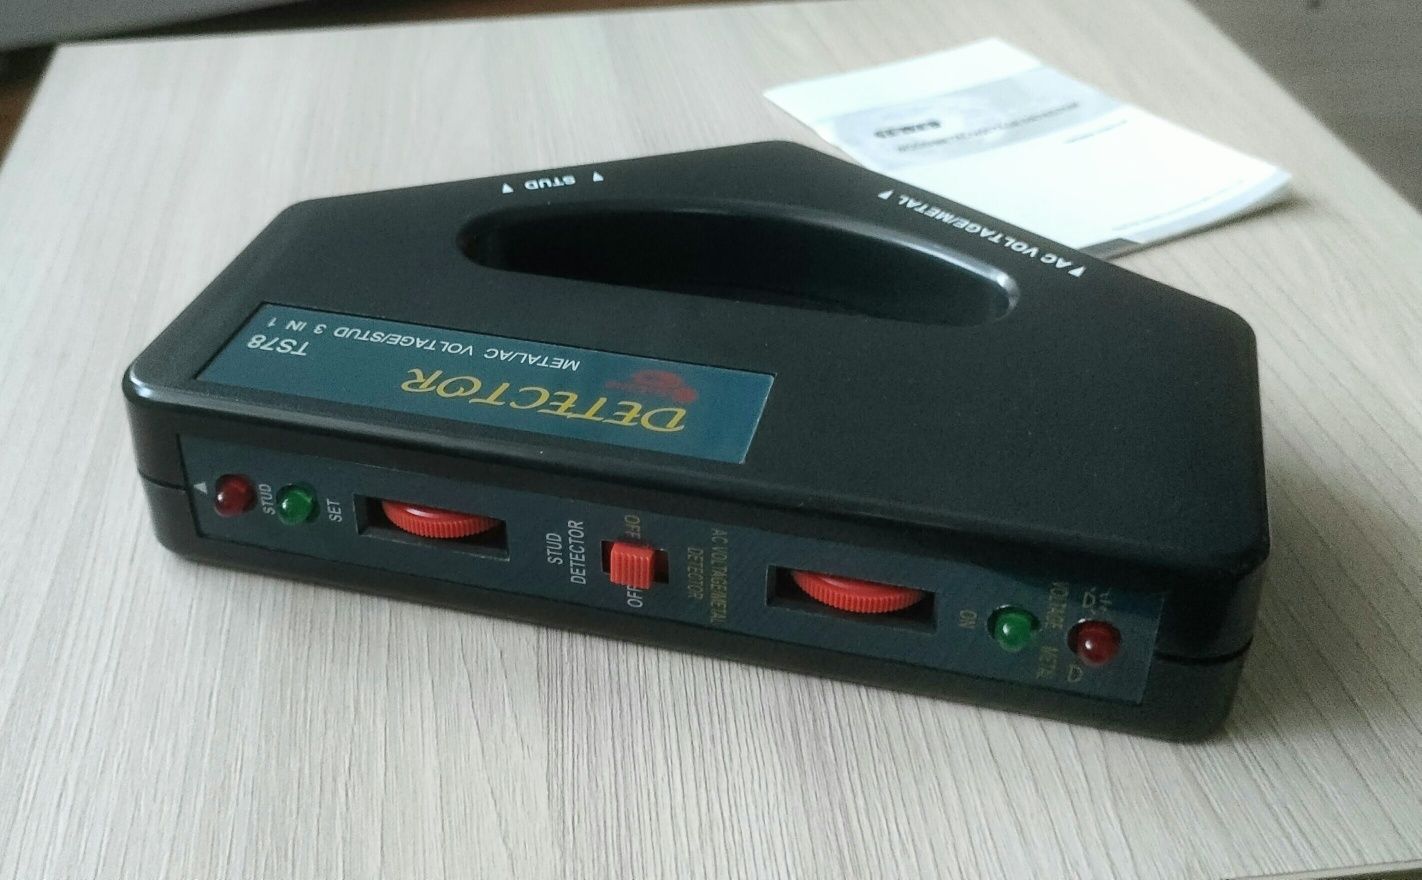 STUD
AC VOLTAGE/METAL
DETECTOR
METAL/AC VOLTAGE/STUD 3 IN 1
TS78
STUD
SET
STUD
DETECTOR
OFF
OFF
AC VOLTAGE/METAL
DETECTOR
ON
VOLTAGE METAL